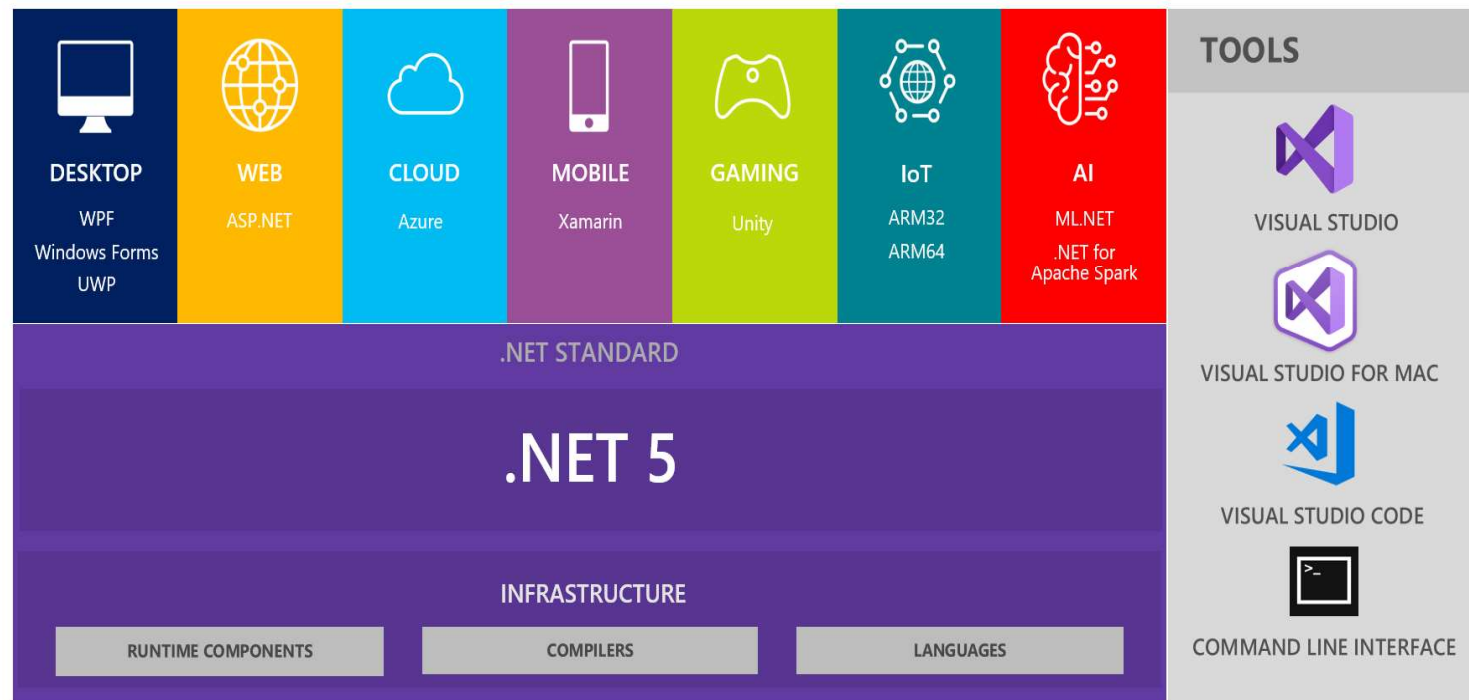 DESKTOP
WPF
Windows Forms
UWP
WEB
ASP.NET
CLOUD
Azure
MOBILE
Xamarin
GAMING
Unity
IoT
ARM32
ARM64
AI
ML.NET
.NET for
Apache Spark
.NET STANDARD
.NET 5
INFRASTRUCTURE
RUNTIME COMPONENTS
COMPILERS
LANGUAGES
TOOLS
VISUAL STUDIO
VISUAL STUDIO FOR MAC
VISUAL STUDIO CODE
>_
COMMAND LINE INTERFACE